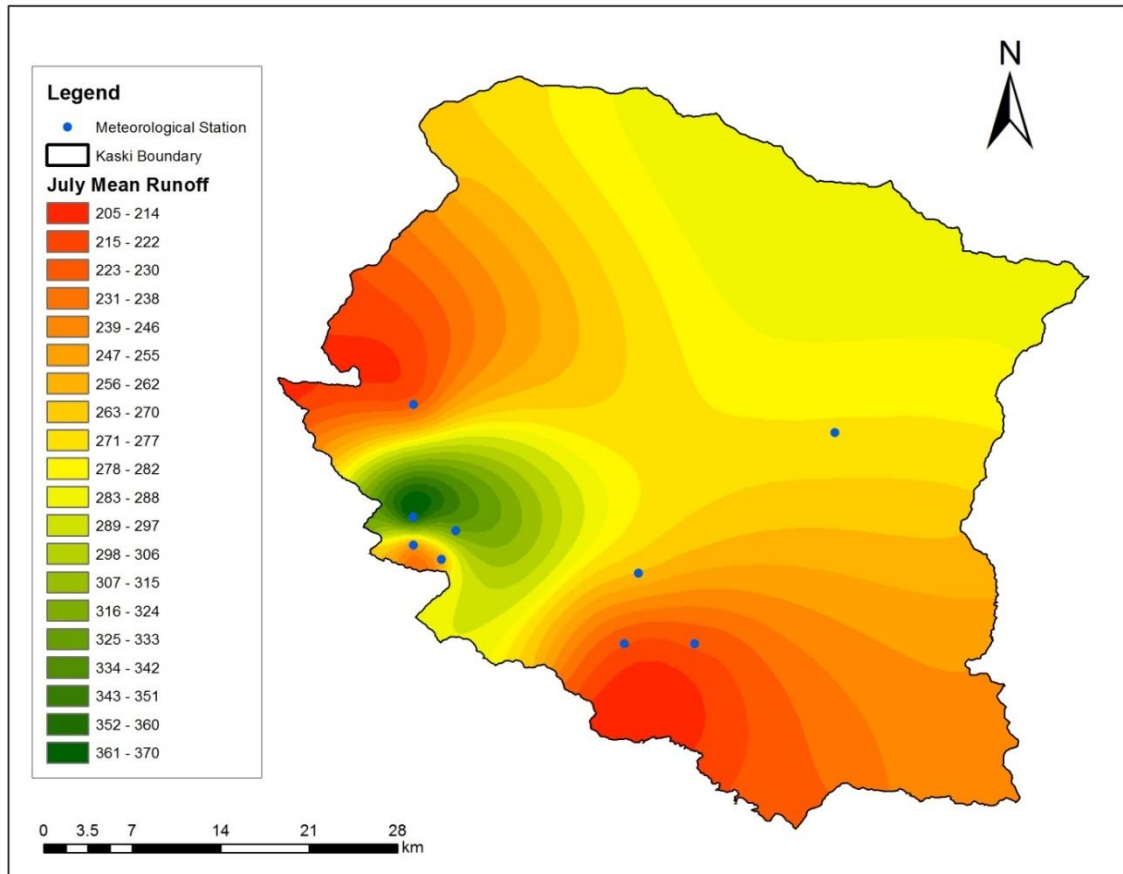 N
Legend
Meteorological Station
Kaski Boundary
July Mean Runoff
205 - 214
215 - 222
223 - 230
231 - 238
239 - 246
247 - 255
256 - 262
263 - 270
271 - 277
278 - 282
283 - 288
289 - 297
298 - 306
307 - 315
316 - 324
325 - 333
334 - 342
343 - 351
352 - 360
361 - 370
0 3.5 7 14 21 28
km